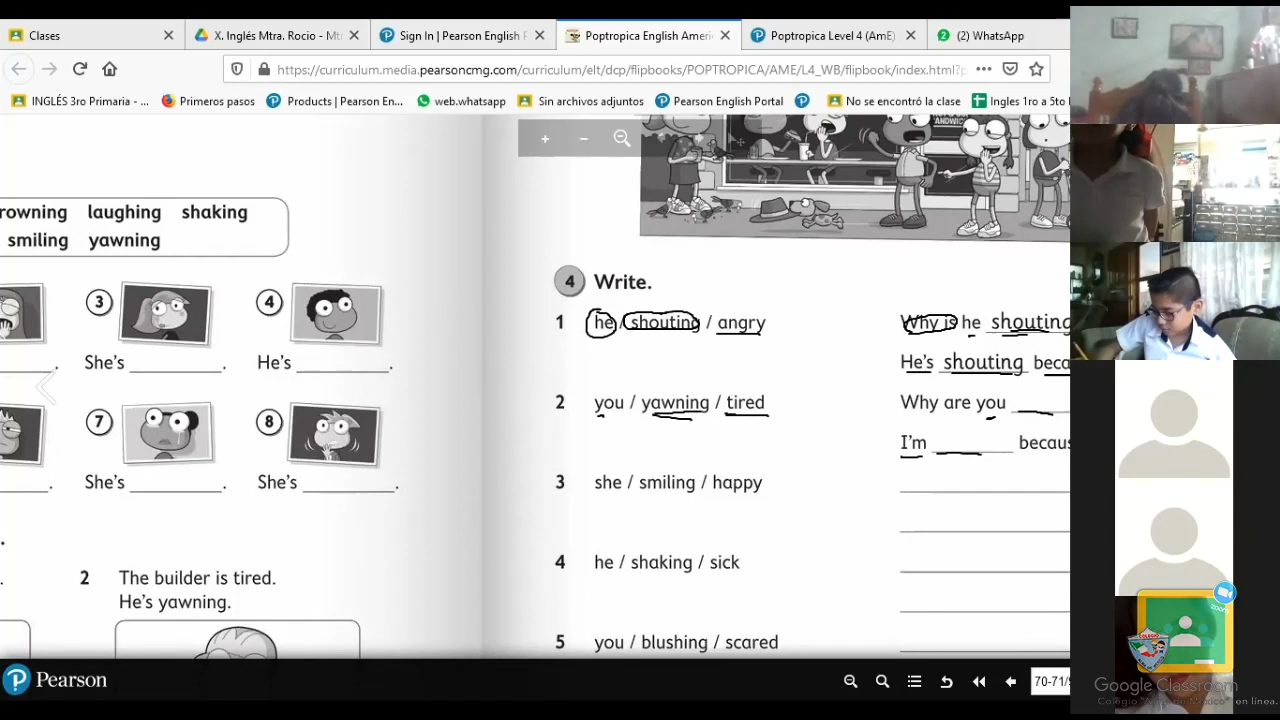 Clases
X. Inglés Mtra. Rocio - Mt
Sign In | Pearson English F
Poptropica English Ameri
Poptropica Level 4 (AmE)
(2) WhatsApp
https://curriculum.media.pearsoncmg.com/curriculum/elt/dcp/flipbooks/POPTROPICA/AME/L4_WB/flipbook/index.html?
INGLÉS 3ro Primaria - ...
Primeros pasos
Products | Pearson En...
web.whatsapp
Sin archivos adjuntos
Pearson English Portal
No se encontró la clase
Ingles 1ro a 5to
rowning laughing shaking
smiling yawning
3
4
She's ________.
He's ________.
7
8
She's ________.
She's ________.
2 The builder is tired.
He's yawning.
4 Write.
1 he / shouting / angry
Why is he shouting
He's shouting beca
2 you / yawning / tired
Why are you
I'm ________ becaus
3 she / smiling / happy
4 he / shaking / sick
5 you / blushing / scared
Pearson
70-71/
zoom
COLEGIO
Google Classroom
en línea.